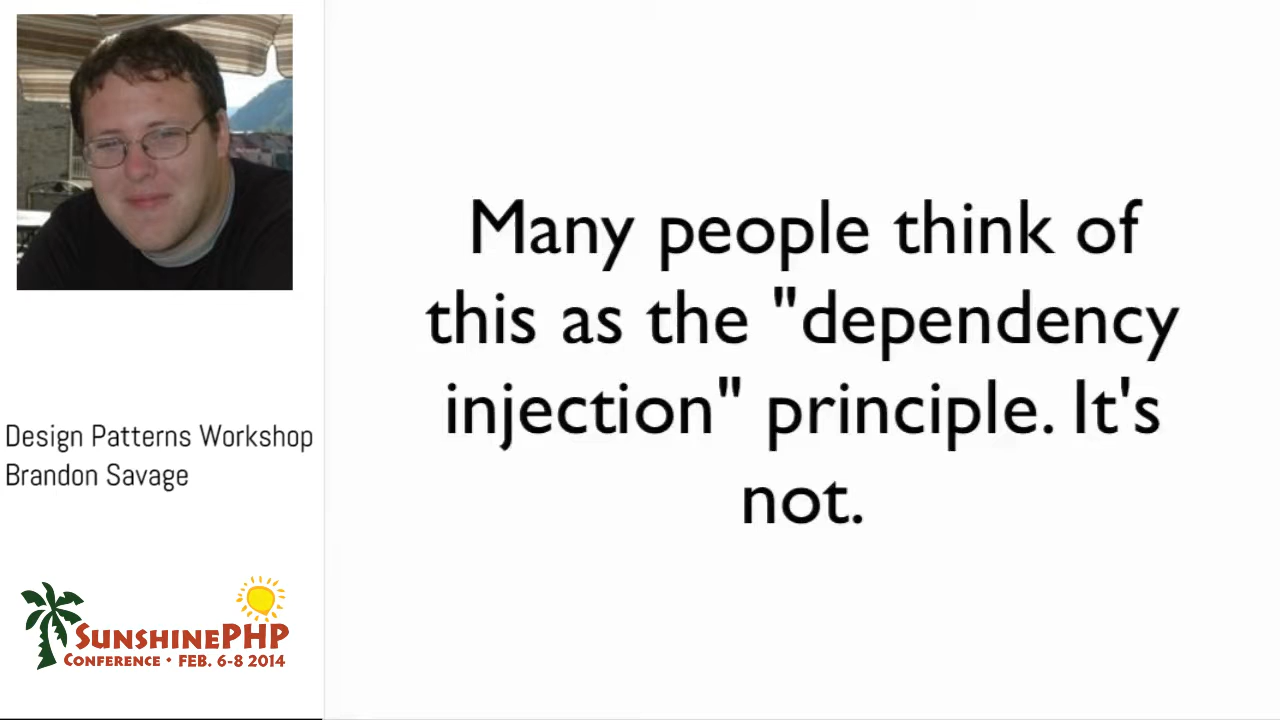 Many people think of
this as the "dependency
injection" principle. It's
not.
Design Patterns Workshop
Brandon Savage
SUNSHINEPHP
CONFERENCE • FEB. 6-8 2014